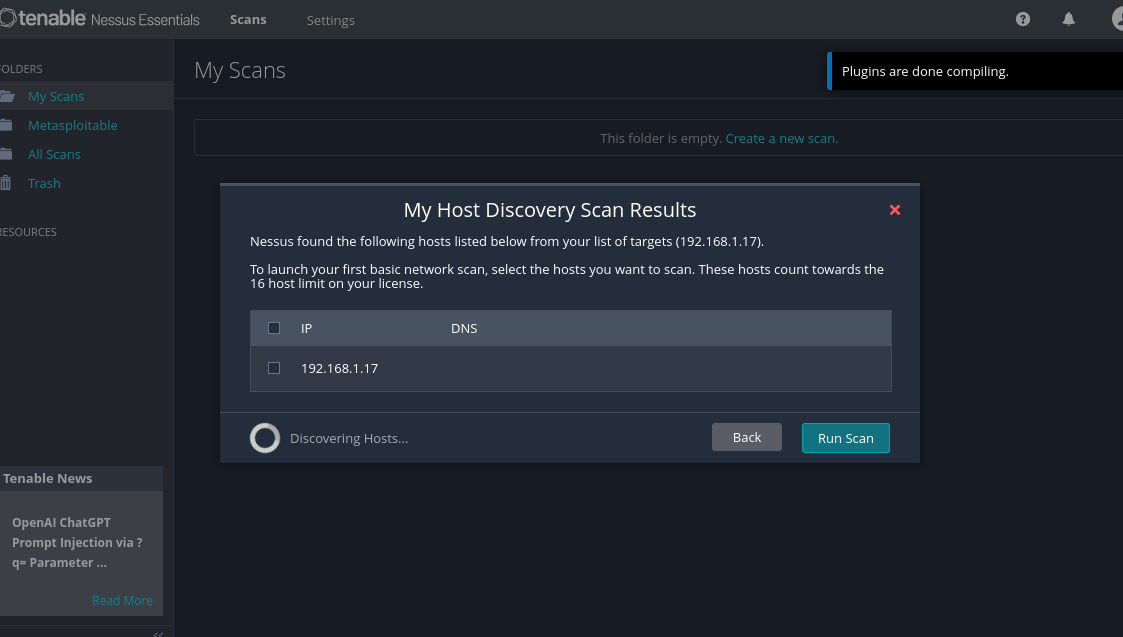 tenable Nessus Essentials Scans Settings
FOLDERS
My Scans
Metasploitable
All Scans
Trash
RESOURCES
Tenable News
OpenAI ChatGPT
Prompt Injection via ?
q= Parameter ...
Read More
My Scans
Plugins are done compiling.
This folder is empty. Create a new scan.
My Host Discovery Scan Results
Nessus found the following hosts listed below from your list of targets (192.168.1.17).
To launch your first basic network scan, select the hosts you want to scan. These hosts count towards the
16 host limit on your license.
IP DNS
192.168.1.17
Discovering Hosts... Back Run Scan